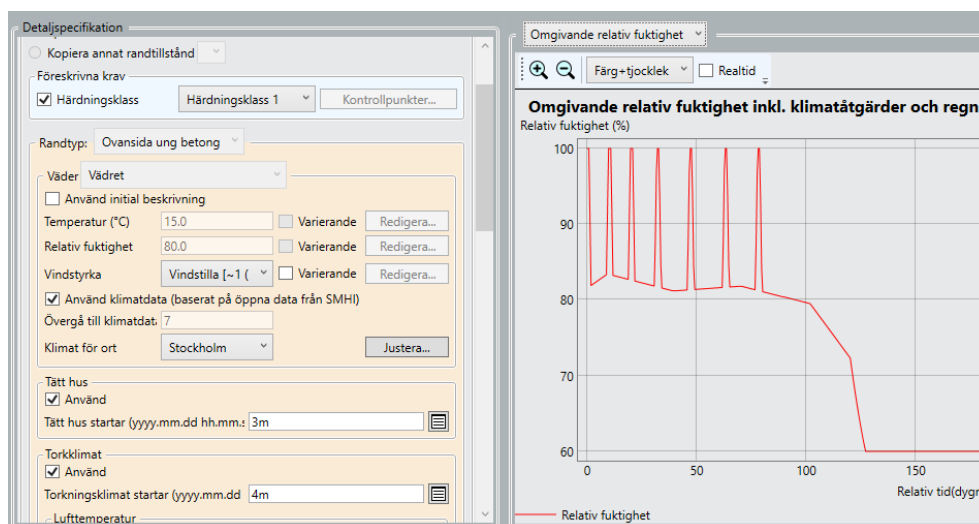 Detaljspecifikation
Kopiera annat randtillstånd
Föreskrivna krav
Härdningsklass Härdningsklass 1 Kontrollpunkter...
Randtyp: Ovansida ung betong
Väder Vädret
Använd initial beskrivning
Temperatur (°C) 15.0 Varierande Redigera...
Relativ fuktighet 80.0 Varierande Redigera...
Vindstyrka Vindstilla [~1 ( Varierande Redigera...
Använd klimatdata (baserat på öppna data från SMHI)
Övergå till klimatdat. 7
Klimat för ort Stockholm Justera...
Tätt hus
Använd
Tätt hus startar (yyyy.mm.dd hh.mm.: 3m
Torkklimat
Använd
Torkningsklimat startar (yyyy.mm.dd 4m
Lufttemperatur
Omgivande relativ fuktighet
Färg+tjocklek Realtid
Omgivande relativ fuktighet inkl. klimatåtgärder och regn
Relativ fuktighet (%)
100
90
80
70
60
0 50 100 150
Relativ tid(dygn
Relativ fuktighet